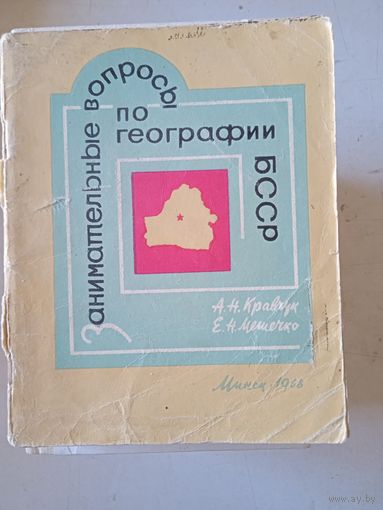 Занимательные вопросы
по
географии
БССР
А.Н.Кравчук
Е.Н.Мешечко
Минск 1968
www.ay.by